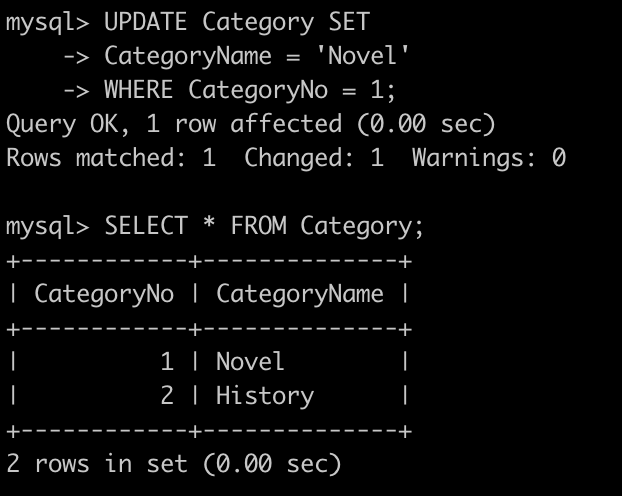 mysql> UPDATE Category SET
    -> CategoryName = 'Novel'
    -> WHERE CategoryNo = 1;
Query OK, 1 row affected (0.00 sec)
Rows matched: 1  Changed: 1  Warnings: 0

mysql> SELECT * FROM Category;
+------------+--------------+
| CategoryNo | CategoryName |
+------------+--------------+
|          1 | Novel        |
|          2 | History      |
+------------+--------------+
2 rows in set (0.00 sec)